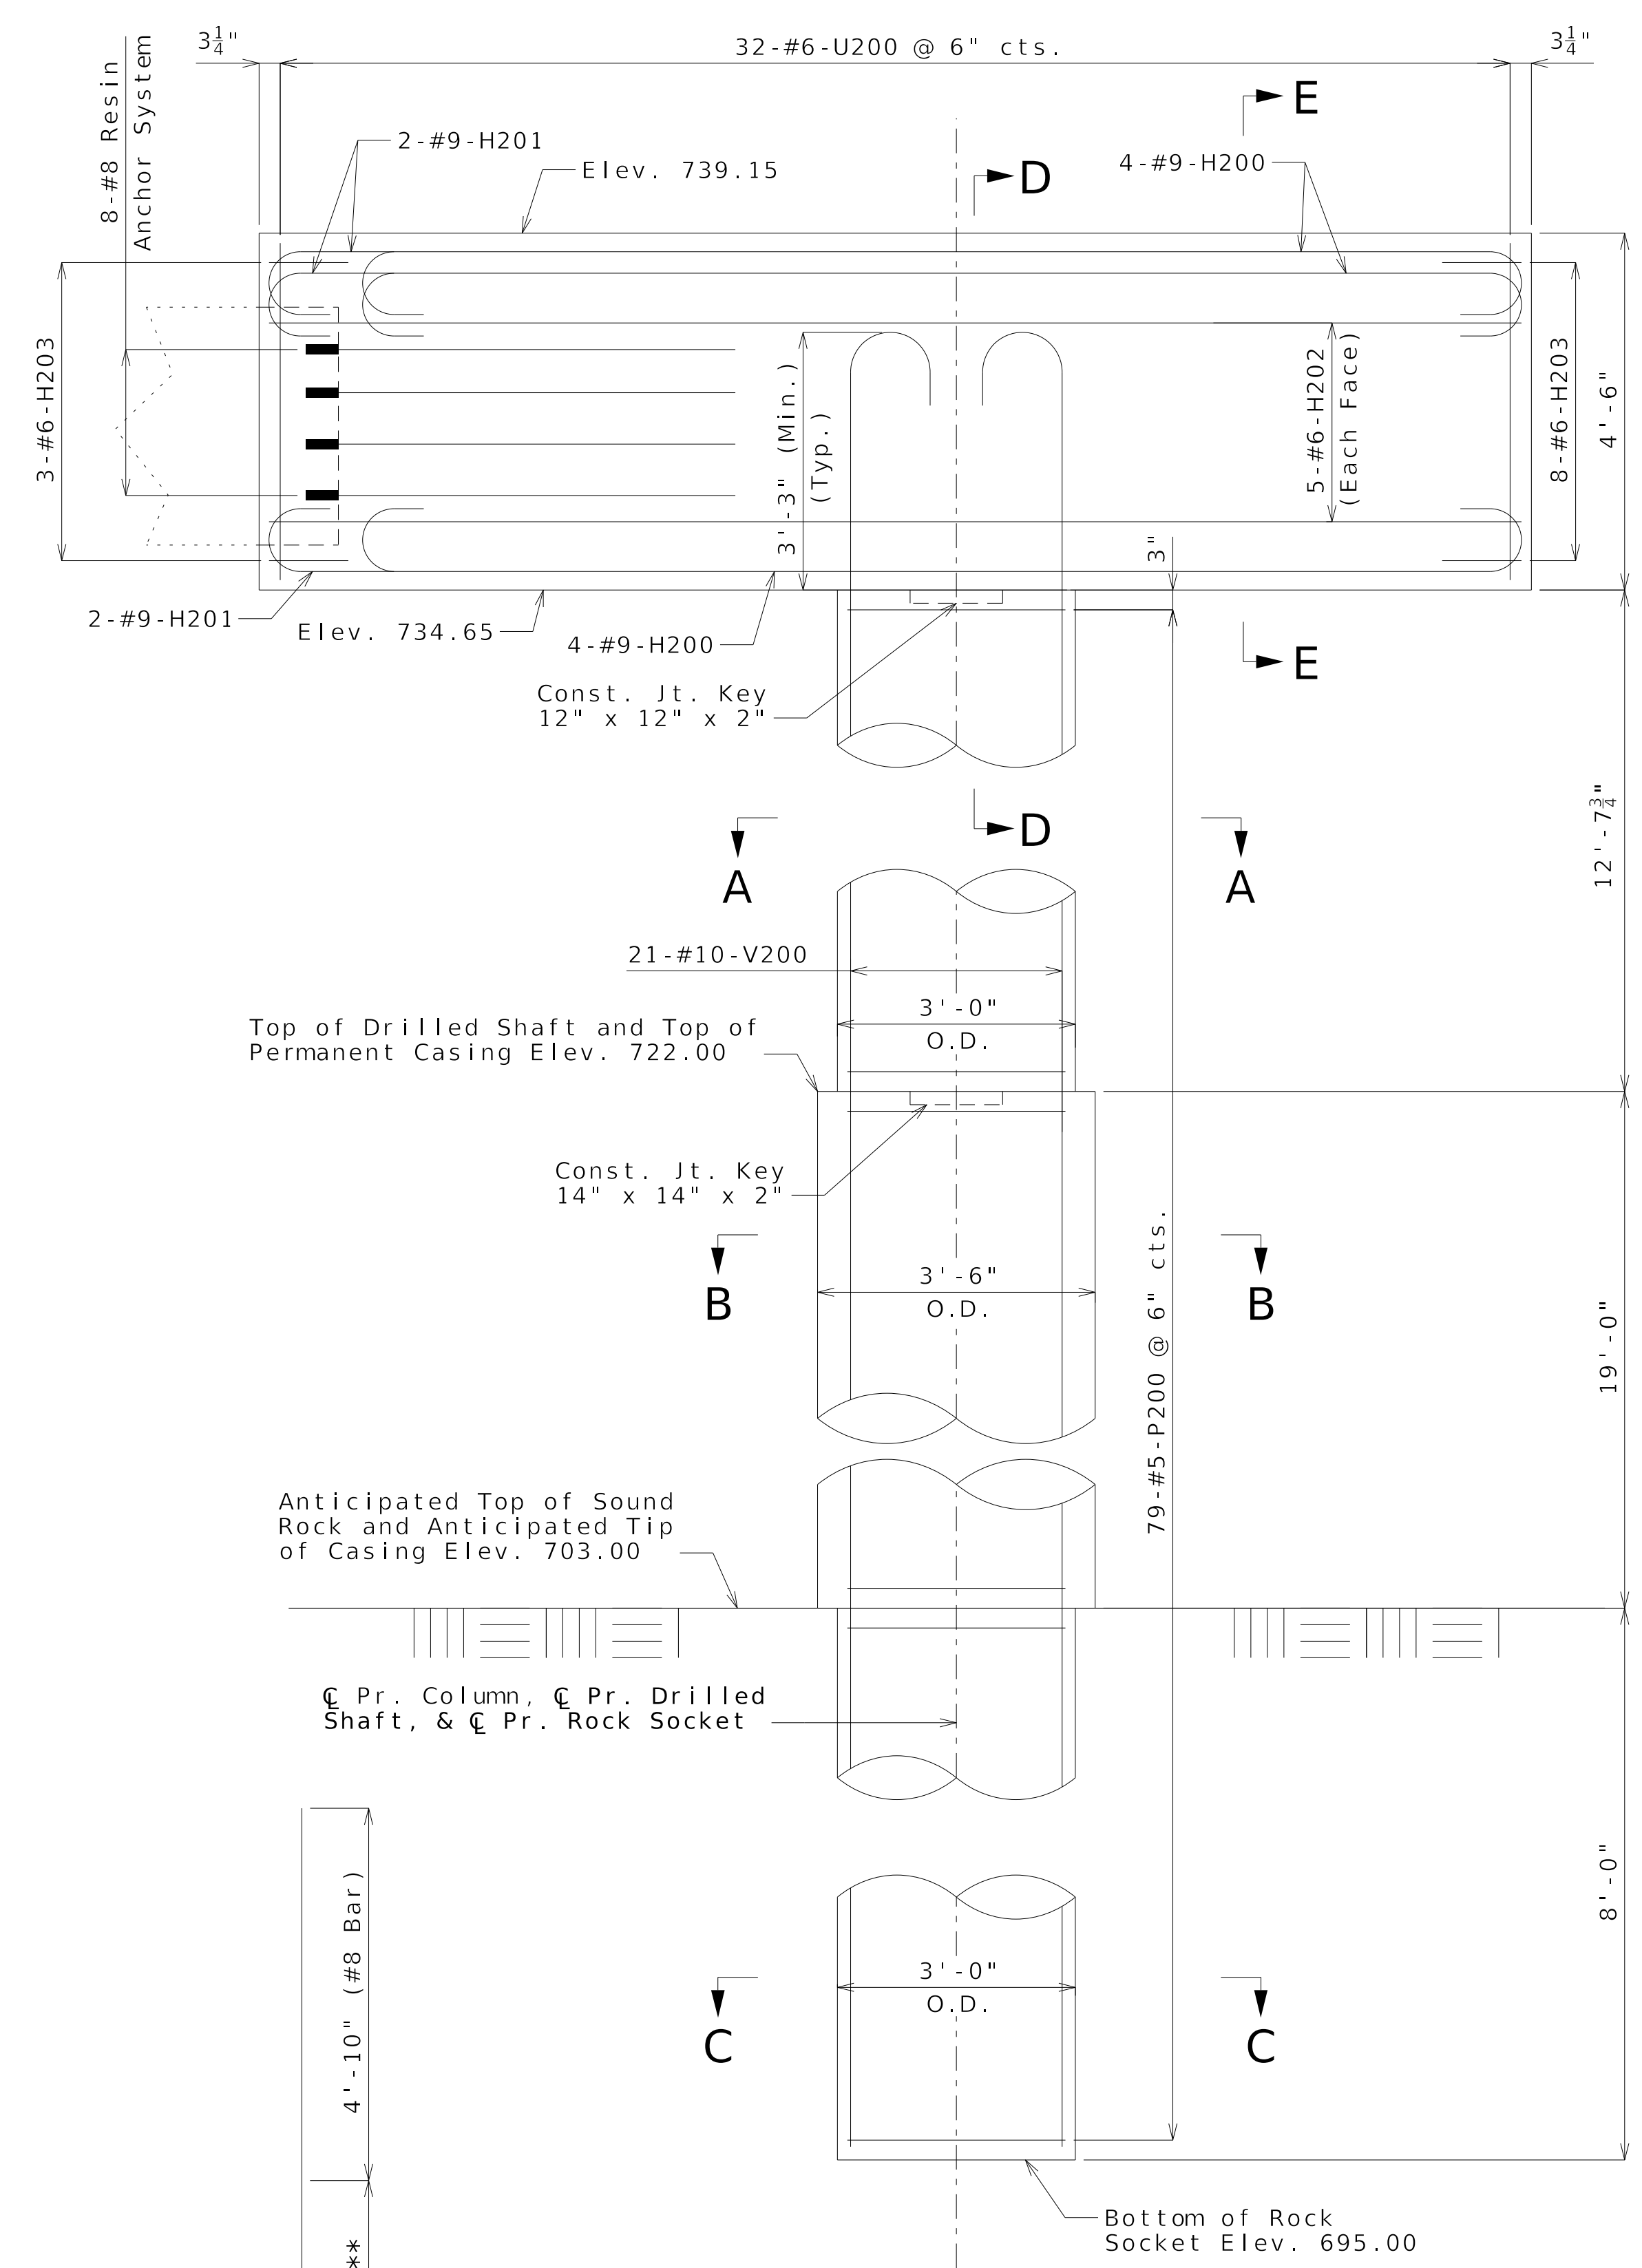 3 1/4"
32-#6-U200 @ 6" cts.
3 1/4"
8-#8 Resin
Anchor System
E
2-#9-H201
Elev. 739.15
D
4-#9-H200
3-#6-H203
3'-3" (Min.)
(Typ.)
5-#6-H202
(Each Face)
8-#6-H203
4'-6"
3"
2-#9-H201
Elev. 734.65
4-#9-H200
E
Const. Jt. Key
12" x 12" x 2"
D
A
A
12'-7 3/4"
21-#10-V200
3'-0"
O.D.
Top of Drilled Shaft and Top of
Permanent Casing Elev. 722.00
Const. Jt. Key
14" x 14" x 2"
B
B
3'-6"
O.D.
79-#5-P200 @ 6" cts.
19'-0"
Anticipated Top of Sound
Rock and Anticipated Tip
of Casing Elev. 703.00
℄ Pr. Column, ℄ Pr. Drilled
Shaft, & ℄ Pr. Rock Socket
4'-10" (#8 Bar)
8'-0"
3'-0"
O.D.
C
C
**
Bottom of Rock
Socket Elev. 695.00